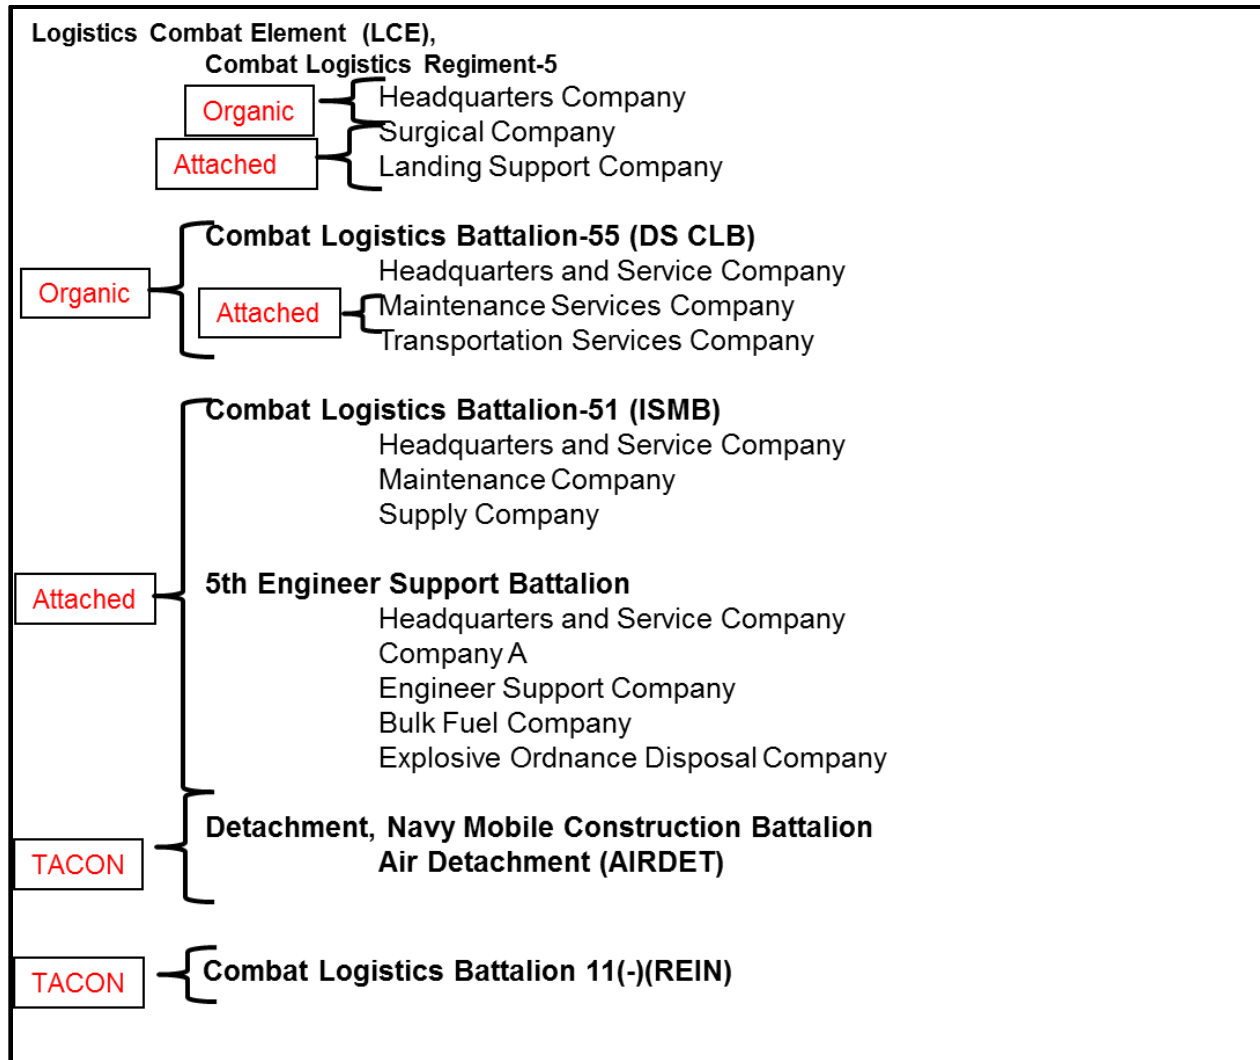 Logistics Combat Element (LCE),
Combat Logistics Regiment-5
Organic
Headquarters Company
Surgical Company
Attached
Landing Support Company
Combat Logistics Battalion-55 (DS CLB)
Headquarters and Service Company
Organic
Attached
Maintenance Services Company
Transportation Services Company
Combat Logistics Battalion-51 (ISMB)
Headquarters and Service Company
Maintenance Company
Supply Company
5th Engineer Support Battalion
Attached
Headquarters and Service Company
Company A
Engineer Support Company
Bulk Fuel Company
Explosive Ordnance Disposal Company
Detachment, Navy Mobile Construction Battalion
TACON
Air Detachment (AIRDET)
TACON
Combat Logistics Battalion 11(-)(REIN)